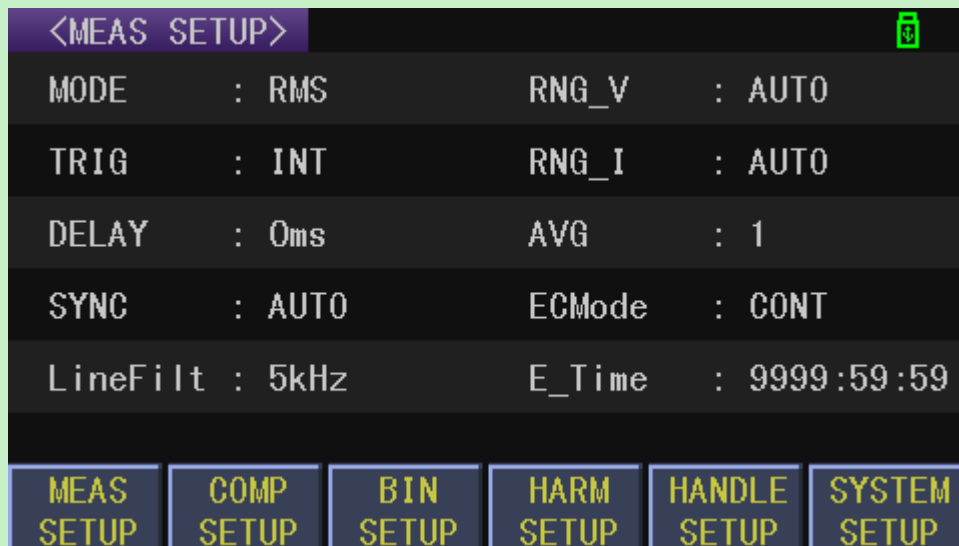 <MEAS SETUP>
MODE : RMS RNG_V : AUTO
TRIG : INT RNG_I : AUTO
DELAY : 0ms AVG : 1
SYNC : AUTO ECMode : CONT
LineFilt : 5kHz E_Time : 9999:59:59
MEAS SETUP COMP SETUP BIN SETUP HARM SETUP HANDLE SETUP SYSTEM SETUP